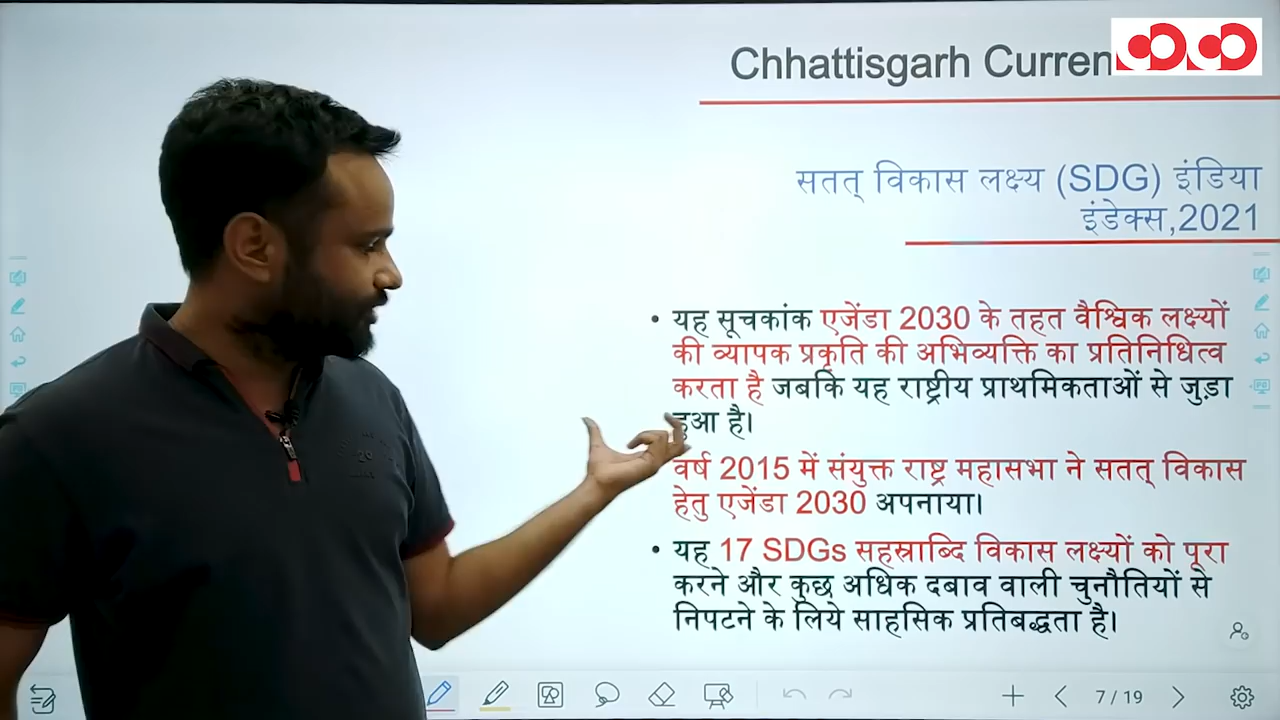 Chhattisgarh Curren
सतत् विकास लक्ष्य (SDG) इंडिया
इंडेक्स,2021
• यह सूचकांक एजेंडा 2030 के तहत वैश्विक लक्ष्यों
की व्यापक प्रकृति की अभिव्यक्ति का प्रतिनिधित्व
करता है जबकि यह राष्ट्रीय प्राथमिकताओं से जुड़ा
हुआ है।
वर्ष 2015 में संयुक्त राष्ट्र महासभा ने सतत् विकास
हेतु एजेंडा 2030 अपनाया।
• यह 17 SDGs सहस्राब्दि विकास लक्ष्यों को पूरा
करने और कुछ अधिक दबाव वाली चुनौतियों से
निपटने के लिये साहसिक प्रतिबद्धता है।
7 / 19